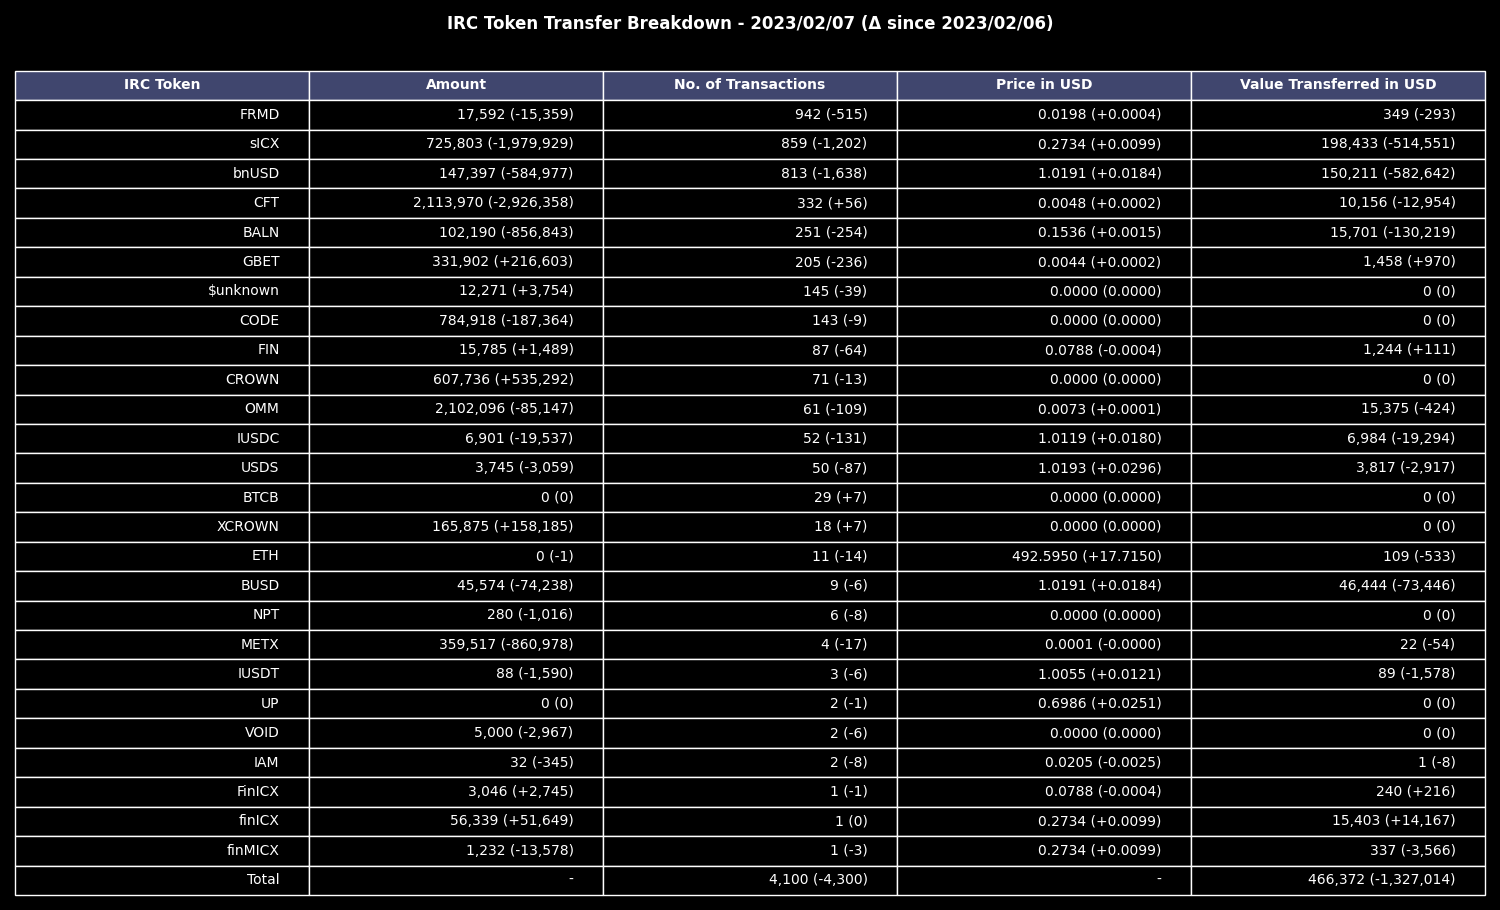 IRC Token Transfer Breakdown - 2023/02/07 (Δ since 2023/02/06)
IRC Token Amount No. of Transactions Price in USD Value Transferred in USD
FRMD 17,592 (-15,359) 942 (-515) 0.0198 (+0.0004) 349 (-293)
sICX 725,803 (-1,979,929) 859 (-1,202) 0.2734 (+0.0099) 198,433 (-514,551)
bnUSD 147,397 (-584,977) 813 (-1,638) 1.0191 (+0.0184) 150,211 (-582,642)
CFT 2,113,970 (-2,926,358) 332 (+56) 0.0048 (+0.0002) 10,156 (-12,954)
BALN 102,190 (-856,843) 251 (-254) 0.1536 (+0.0015) 15,701 (-130,219)
GBET 331,902 (+216,603) 205 (-236) 0.0044 (+0.0002) 1,458 (+970)
$unknown 12,271 (+3,754) 145 (-39) 0.0000 (0.0000) 0 (0)
CODE 784,918 (-187,364) 143 (-9) 0.0000 (0.0000) 0 (0)
FIN 15,785 (+1,489) 87 (-64) 0.0788 (-0.0004) 1,244 (+111)
CROWN 607,736 (+535,292) 71 (-13) 0.0000 (0.0000) 0 (0)
OMM 2,102,096 (-85,147) 61 (-109) 0.0073 (+0.0001) 15,375 (-424)
IUSDC 6,901 (-19,537) 52 (-131) 1.0119 (+0.0180) 6,984 (-19,294)
USDS 3,745 (-3,059) 50 (-87) 1.0193 (+0.0296) 3,817 (-2,917)
BTCB 0 (0) 29 (+7) 0.0000 (0.0000) 0 (0)
XCROWN 165,875 (+158,185) 18 (+7) 0.0000 (0.0000) 0 (0)
ETH 0 (-1) 11 (-14) 492.5950 (+17.7150) 109 (-533)
BUSD 45,574 (-74,238) 9 (-6) 1.0191 (+0.0184) 46,444 (-73,446)
NPT 280 (-1,016) 6 (-8) 0.0000 (0.0000) 0 (0)
METX 359,517 (-860,978) 4 (-17) 0.0001 (-0.0000) 22 (-54)
IUSDT 88 (-1,590) 3 (-6) 1.0055 (+0.0121) 89 (-1,578)
UP 0 (0) 2 (-1) 0.6986 (+0.0251) 0 (0)
VOID 5,000 (-2,967) 2 (-6) 0.0000 (0.0000) 0 (0)
IAM 32 (-345) 2 (-8) 0.0205 (-0.0025) 1 (-8)
FinICX 3,046 (+2,745) 1 (-1) 0.0788 (-0.0004) 240 (+216)
finICX 56,339 (+51,649) 1 (0) 0.2734 (+0.0099) 15,403 (+14,167)
finMICX 1,232 (-13,578) 1 (-3) 0.2734 (+0.0099) 337 (-3,566)
Total - 4,100 (-4,300) - 466,372 (-1,327,014)